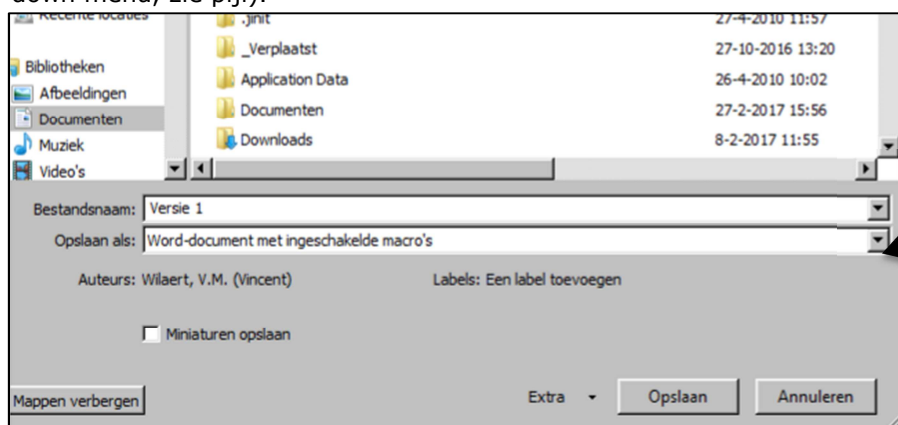 down menu, zie pijl).
Recente locaties
.jinit 27-4-2010 11:57
_Verplaatst 27-10-2016 13:20
Bibliotheken
Application Data 26-4-2010 10:02
Afbeeldingen
Documenten 27-2-2017 15:56
Documenten
Downloads 8-2-2017 11:55
Muziek
Video's
Bestandsnaam: Versie 1
Opslaan als: Word-document met ingeschakelde macro's
Auteurs: Wilaert, V.M. (Vincent) Labels: Een label toevoegen
Miniaturen opslaan
Mappen verbergen Extra Opslaan Annuleren